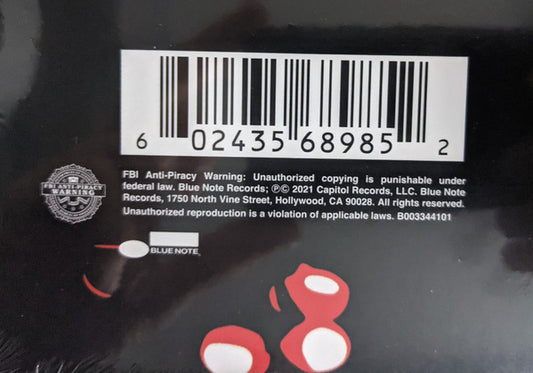 6 02435 68985 2
FBI Anti-Piracy Warning: Unauthorized copying is punishable under
federal law. Blue Note Records; ℗© 2021 Capitol Records, LLC. Blue Note
Records, 1750 North Vine Street, Hollywood, CA 90028. All rights reserved.
Unauthorized reproduction is a violation of applicable laws. B003344101
FBI ANTI-PIRACY
WARNING
BLUE NOTE